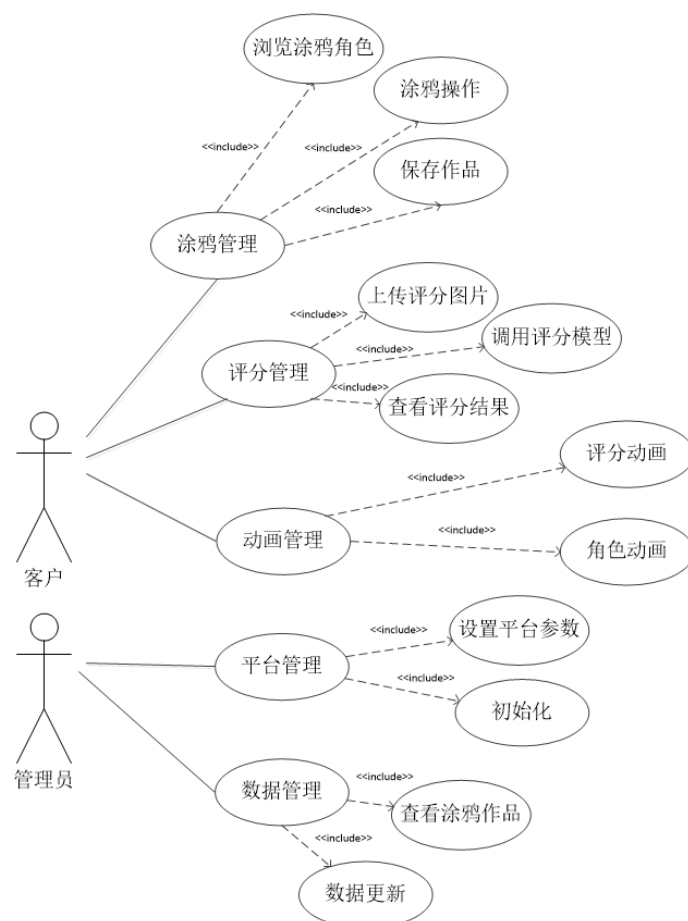 浏览涂鸦角色
涂鸦操作
<<include>>
<<include>>
保存作品
<<include>>
涂鸦管理
上传评分图片
<<include>>
调用评分模型
<<include>>
评分管理
<<include>>
查看评分结果
评分动画
<<include>>
<<include>>
动画管理
角色动画
客户
设置平台参数
<<include>>
平台管理
<<include>>
初始化
管理员
<<include>>
数据管理
查看涂鸦作品
<<include>>
数据更新